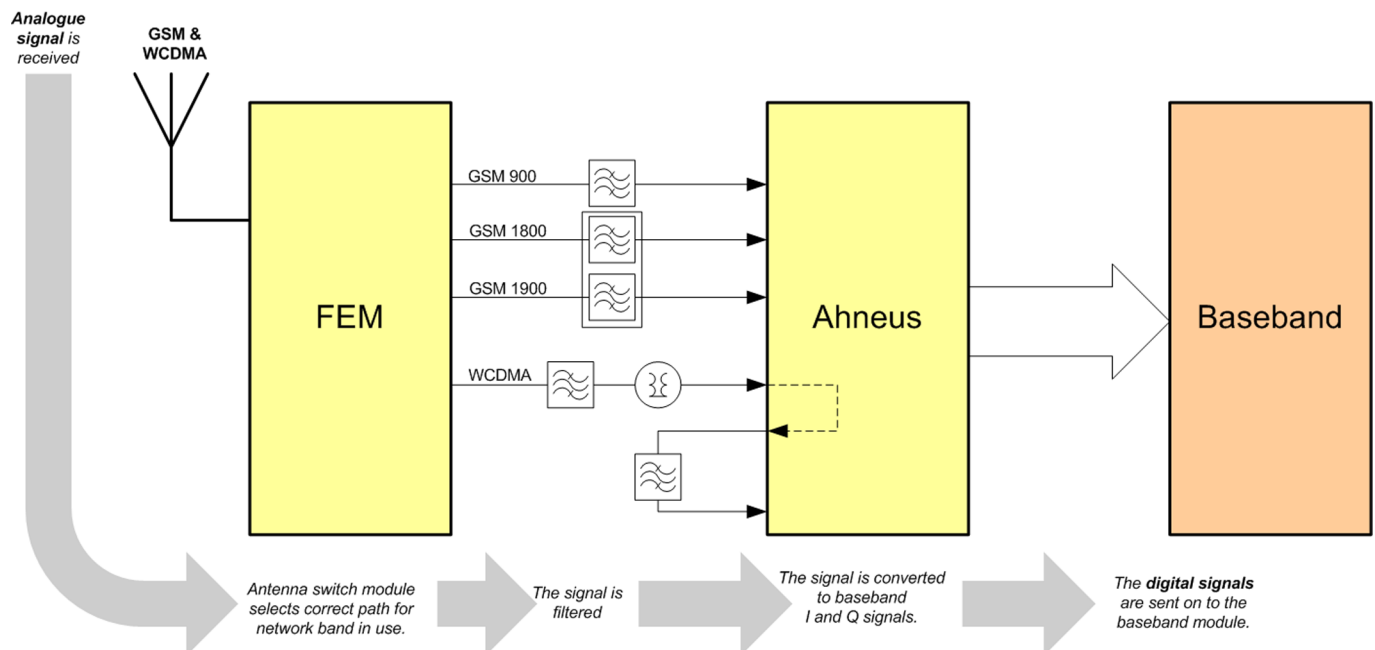 Analogue
signal is
received
GSM &
WCDMA
GSM 900
GSM 1800
GSM 1900
WCDMA
FEM
Ahneus
Baseband
Antenna switch module
selects correct path for
network band in use.
The signal is
filtered
The signal is converted
to baseband
I and Q signals.
The digital signals
are sent on to the
baseband module.